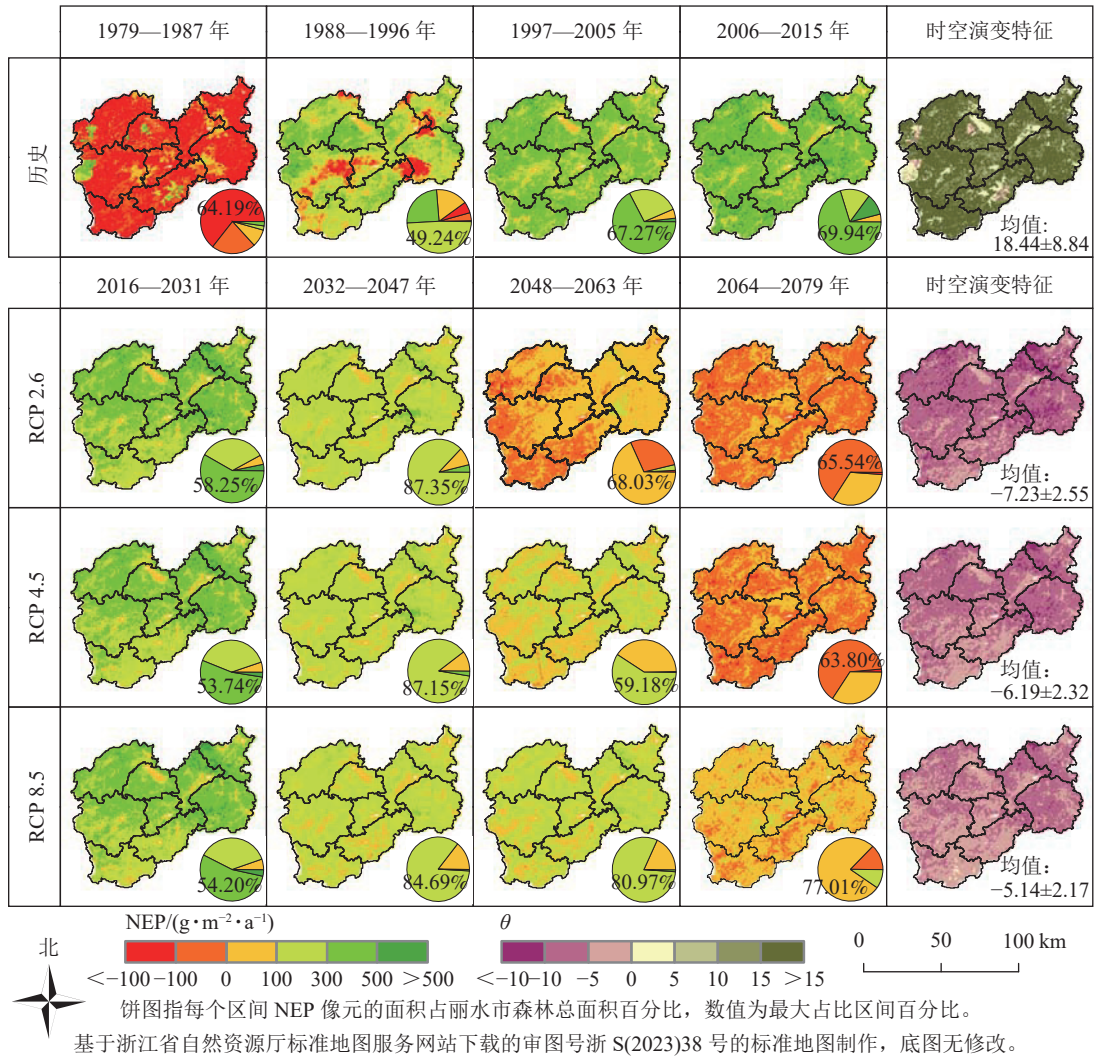 1979—1987 年 1988—1996 年 1997—2005 年 2006—2015 年 时空演变特征
历史
64.19% 49.24% 67.27% 69.94% 均值:
18.44±8.84
2016—2031 年 2032—2047 年 2048—2063 年 2064—2079 年 时空演变特征
RCP 2.6
58.25% 87.35% 68.03% 65.54% 均值:
−7.23±2.55
RCP 4.5
53.74% 87.15% 59.18% 63.80% 均值:
−6.19±2.32
RCP 8.5
54.20% 84.69% 80.97% 77.01% 均值:
−5.14±2.17
NEP/(g·m⁻²·a⁻¹) θ
北
<−100 −100 0 100 300 500 >500 <−10 −10 −5 0 5 10 15 >15 0 50 100 km
饼图指每个区间 NEP 像元的面积占丽水市森林总面积百分比，数值为最大占比区间百分比。
基于浙江省自然资源厅标准地图服务网站下载的审图号浙 S(2023)38 号的标准地图制作，底图无修改。